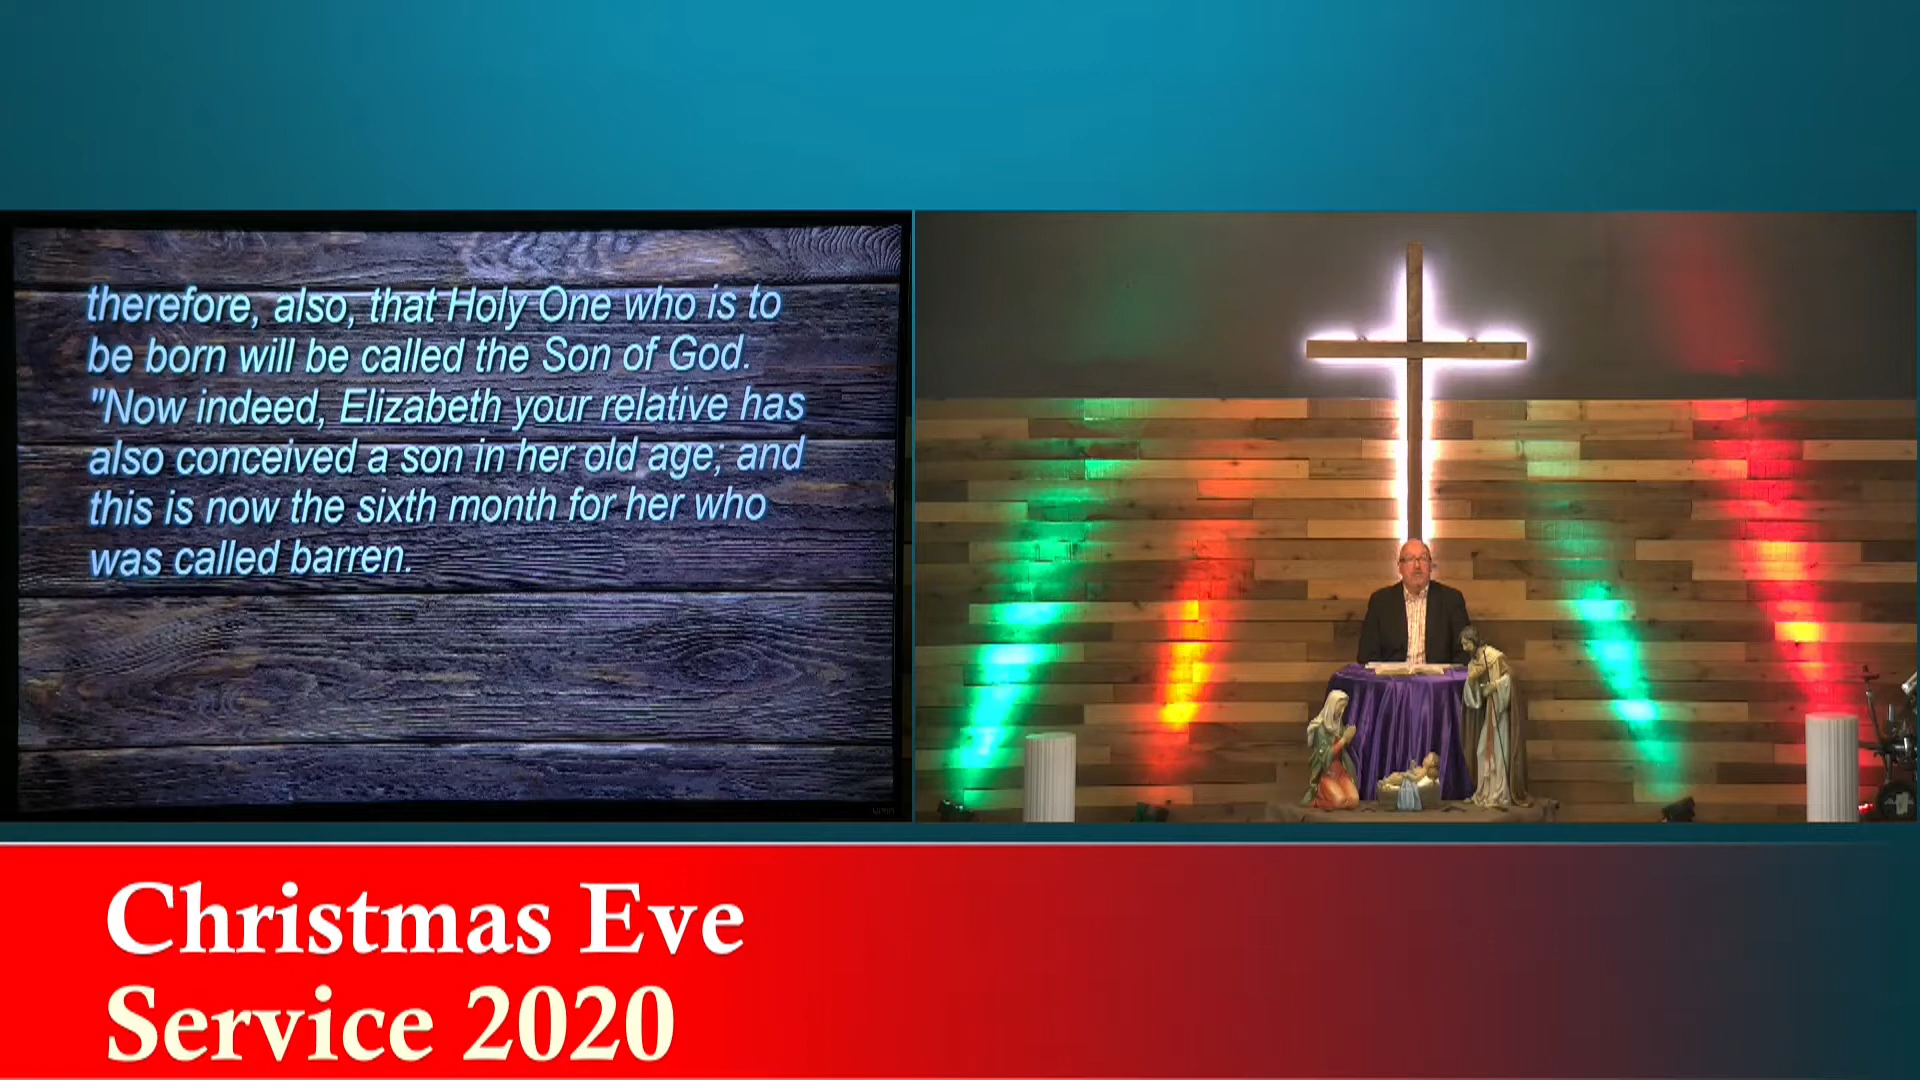 therefore, also, that Holy One who is to
be born will be called the Son of God.
"Now indeed, Elizabeth your relative has
also conceived a son in her old age; and
this is now the sixth month for her who
was called barren.
Christmas Eve
Service 2020